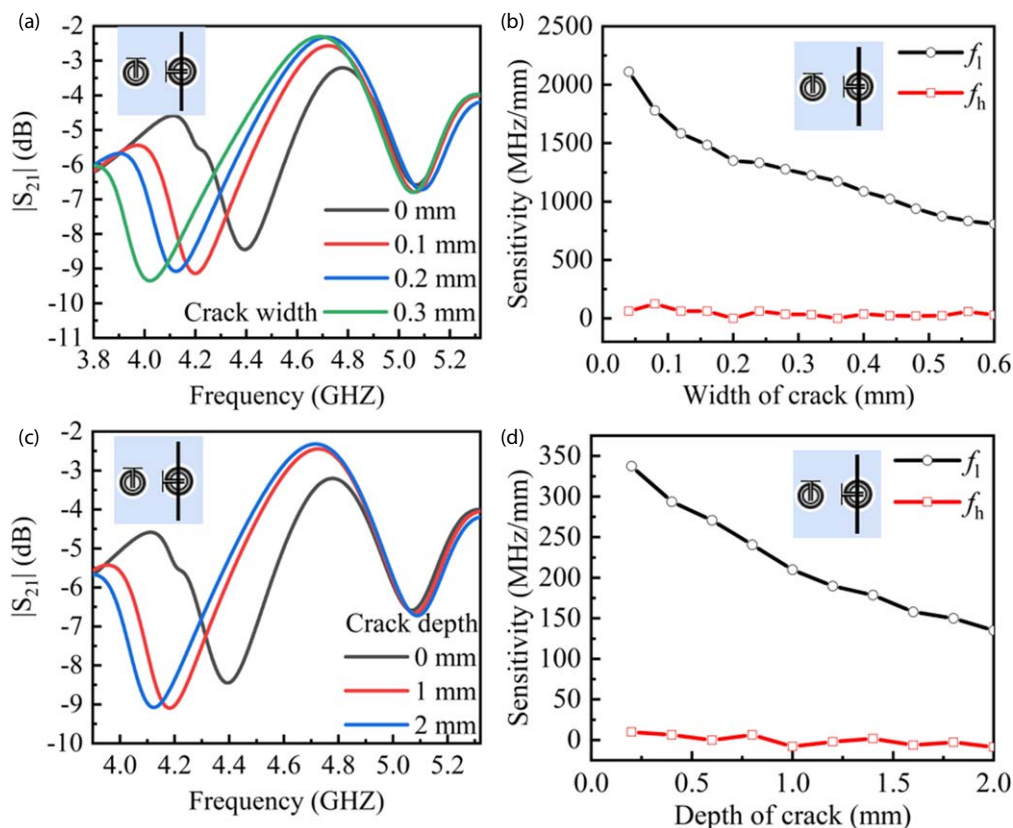 (a)
-2
-3
-4
-5
-6
-7
-8
-9
-10
-11
|S21| (dB)
0 mm
0.1 mm
0.2 mm
Crack width 0.3 mm
3.8 4.0 4.2 4.4 4.6 4.8 5.0 5.2
Frequency (GHZ)
(b)
2500
2000
1500
1000
500
0
Sensitivity (MHz/mm/mm)
fl
fh
0.0 0.1 0.2 0.3 0.4 0.5 0.6
Width of crack (mm)
(c)
-2
-3
-4
-5
-6
-7
-8
-9
-10
|S21| (dB)
Crack depth
0 mm
1 mm
2 mm
4.0 4.2 4.4 4.6 4.8 5.0 5.2
Frequency (GHZ)
(d)
350
300
250
200
150
100
50
0
Sensitivity (MHz/mm)
fl
fh
0.0 0.5 1.0 1.5 2.0
Depth of crack (mm)